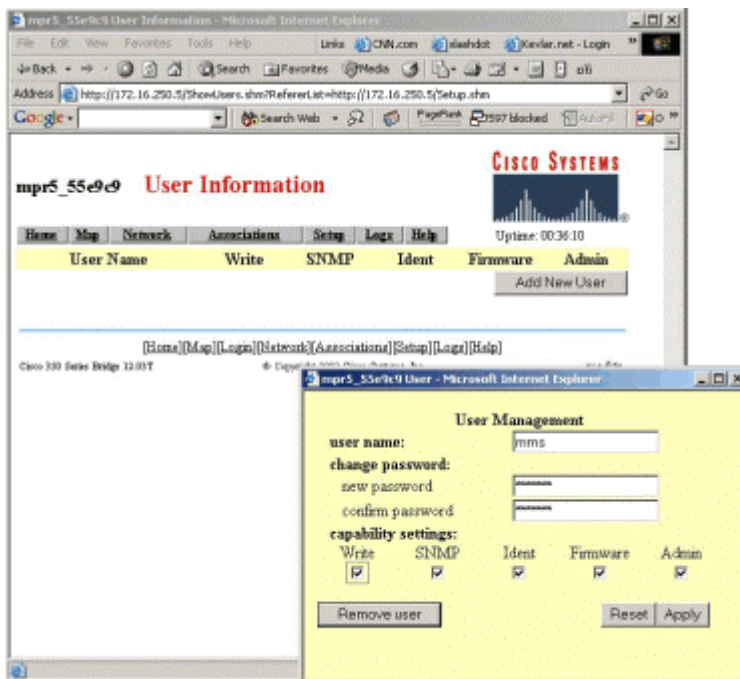 mpr5_55e9c9 User Information - Microsoft Internet Explorer
File Edit View Favorites Tools Help Links CNN.com slashdot Kevlar.net - Login »
Back Search Favorites Media
Address http://172.16.250.5/ShowUsers.shm?RefererList=http://172.16.250.5/Setup.shm Go
Google Search Web PageRank 3597 blocked AutoFill »
CISCO SYSTEMS
mpr5_55e9c9 User Information
Home Map Network Associations Setup Logs Help
Uptime: 00:36:10
User Name Write SNMP Ident Firmware Admin
Add New User
[Home][Map][Login][Network][Associations][Setup][Logs][Help]
Cisco 350 Series Bridge 12.03T ©
mpr5_55e9c9 User - Microsoft Internet Explorer
User Management
user name: mms
change password:
new password
confirm password
capability settings:
Write SNMP Ident Firmware Admin
Remove user Reset Apply